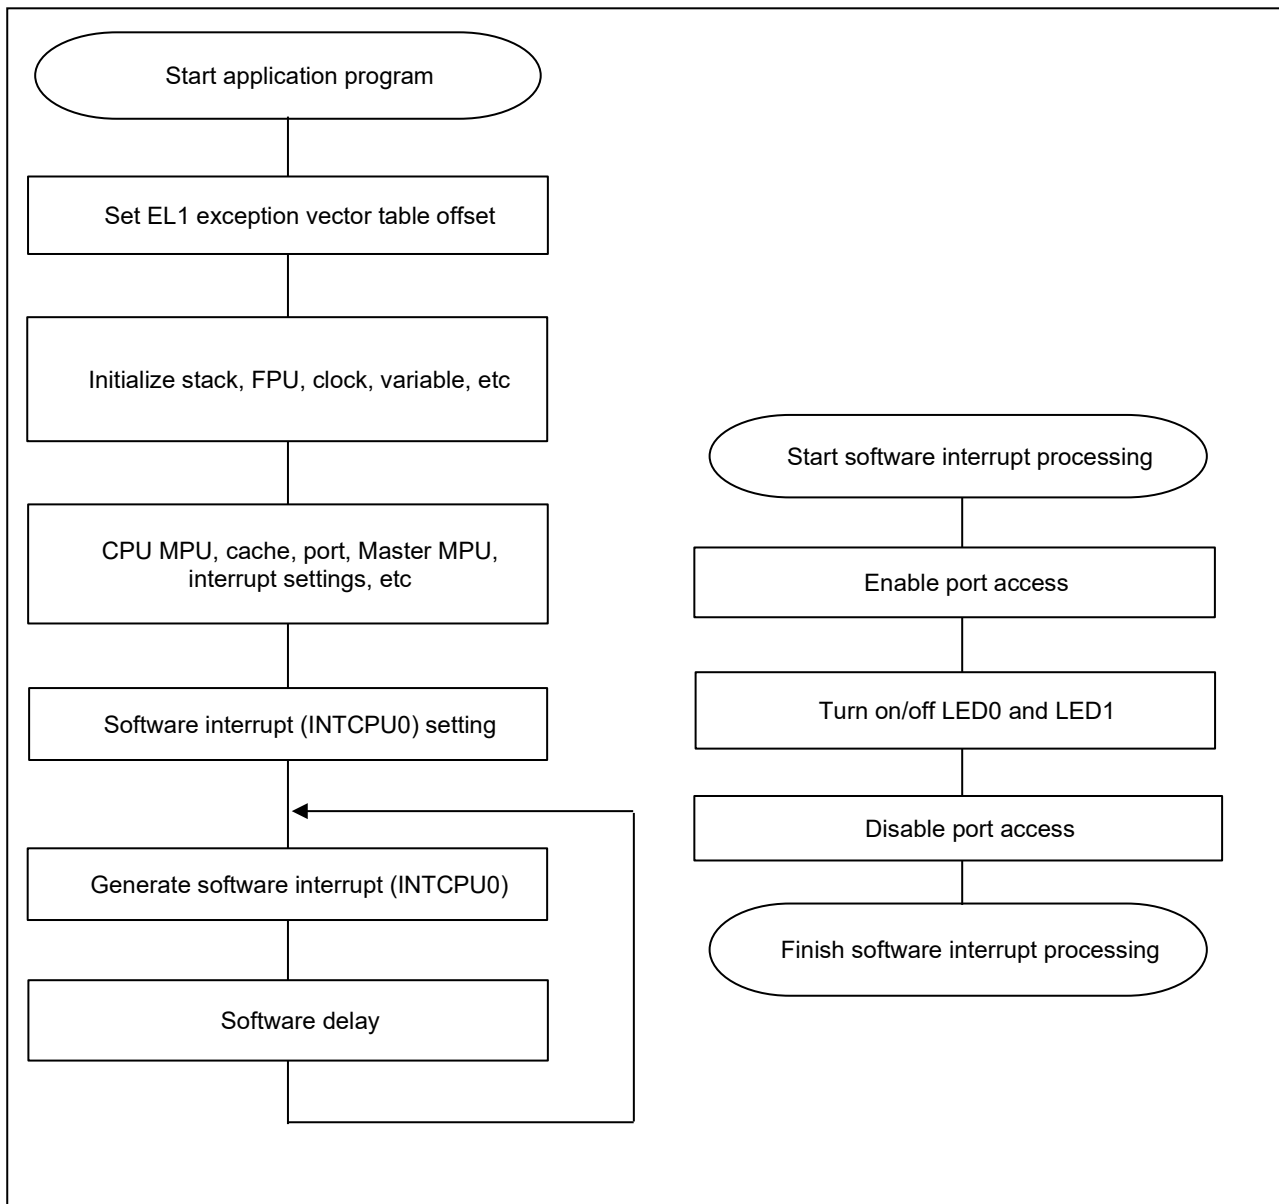 Start application program
Set EL1 exception vector table offset
Initialize stack, FPU, clock, variable, etc
CPU MPU, cache, port, Master MPU,
interrupt settings, etc
Software interrupt (INTCPU0) setting
Generate software interrupt (INTCPU0)
Software delay
Start software interrupt processing
Enable port access
Turn on/off LED0 and LED1
Disable port access
Finish software interrupt processing